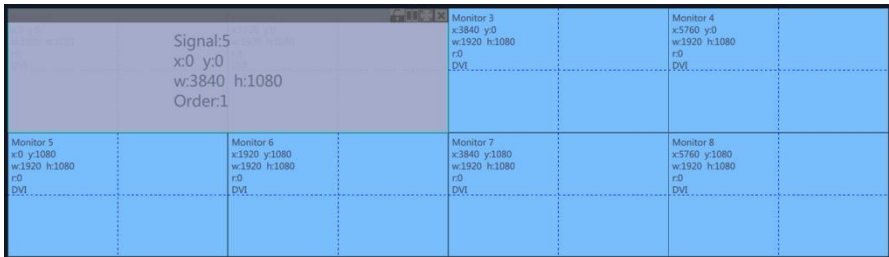 Signal:5
x:0 y:0
w:3840 h:1080
Order:1
Monitor 3
x:3840 y:0
w:1920 h:1080
r:0
DVI
Monitor 4
x:5760 y:0
w:1920 h:1080
r:0
DVI
Monitor 5
x:0 y:1080
w:1920 h:1080
r:0
DVI
Monitor 6
x:1920 y:1080
w:1920 h:1080
r:0
DVI
Monitor 7
x:3840 y:1080
w:1920 h:1080
r:0
DVI
Monitor 8
x:5760 y:1080
w:1920 h:1080
r:0
DVI